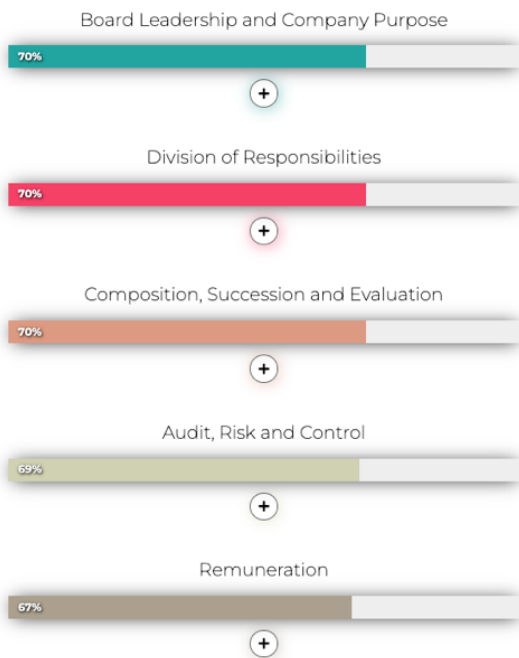 Board Leadership and Company Purpose
70%
+
Division of Responsibilities
70%
+
Composition, Succession and Evaluation
70%
+
Audit, Risk and Control
69%
+
Remuneration
67%
+